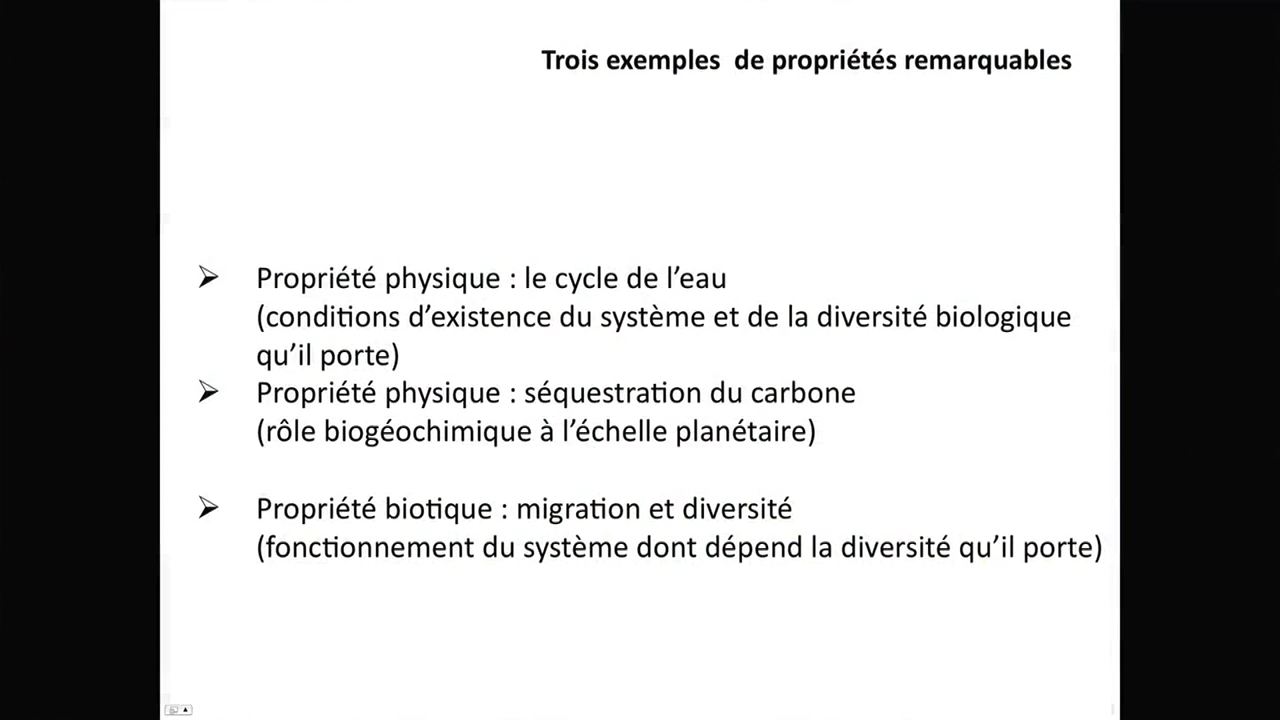 Trois exemples  de propriétés remarquables
Propriété physique : le cycle de l’eau
(conditions d’existence du système et de la diversité biologique
qu’il porte)
Propriété physique : séquestration du carbone
(rôle biogéochimique à l’échelle planétaire)
Propriété biotique : migration et diversité
(fonctionnement du système dont dépend la diversité qu’il porte)